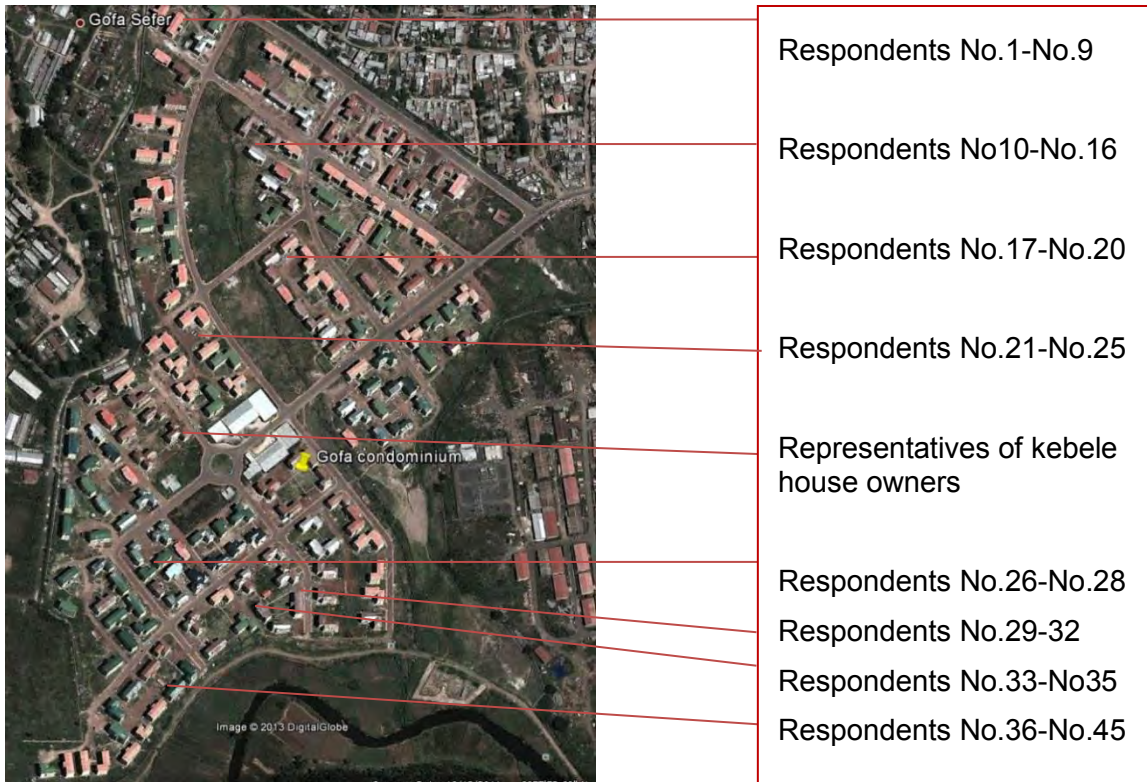 Gofa Sefer
Gofa condominium
Image © 2013 DigitalGlobe
Respondents No.1-No.9
Respondents No10-No.16
Respondents No.17-No.20
Respondents No.21-No.25
Representatives of kebele
house owners
Respondents No.26-No.28
Respondents No.29-32
Respondents No.33-No35
Respondents No.36-No.45